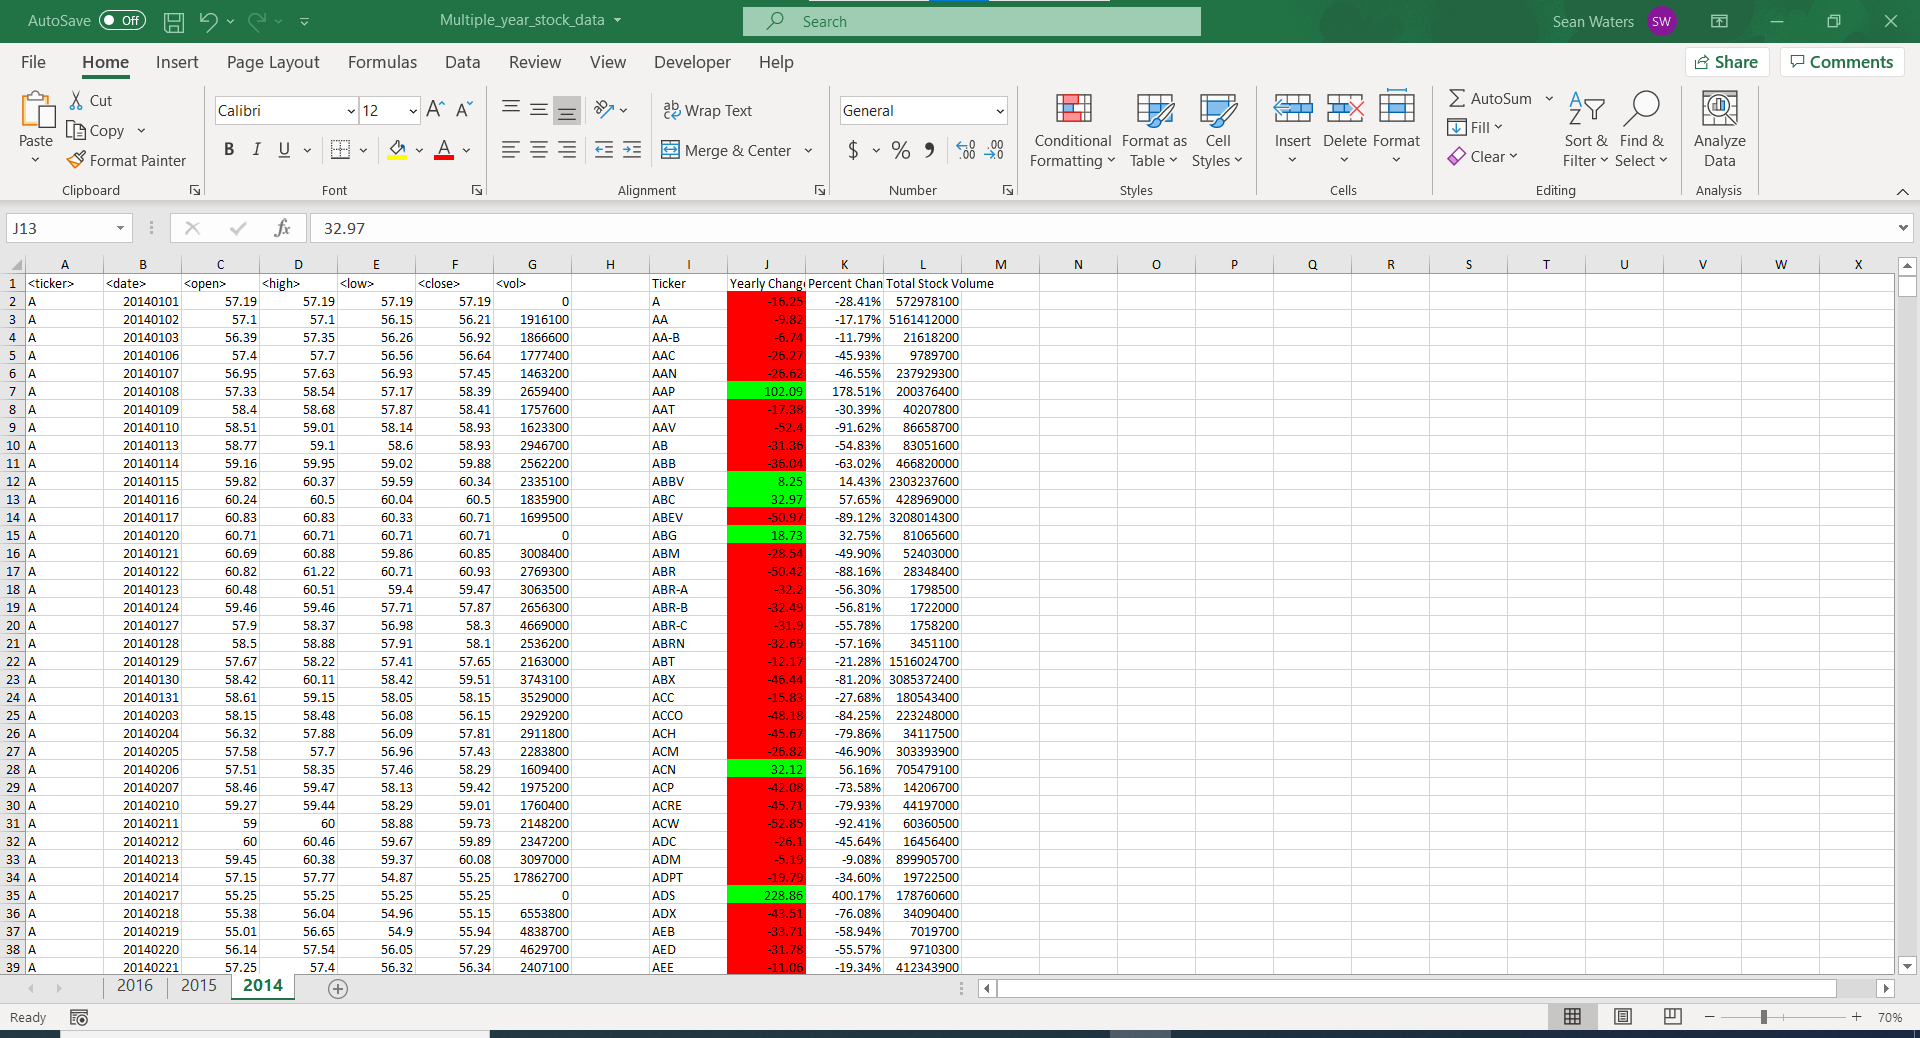 AutoSave Off Multiple_year_stock_data Search Sean Waters SW
File Home Insert Page Layout Formulas Data Review View Developer Help Share Comments
Paste Cut Copy Format Painter Clipboard
Calibri 12 A A B I U A Font
ab Wrap Text Merge & Center Alignment
General $ % Number
Conditional Formatting Format as Table Cell Styles Styles
Insert Delete Format Cells
AutoSum Fill Clear Sort & Filter Find & Select Editing
Analyze Data Analysis
J13 fx 32.97
A B C D E F G H I J K L M N O P Q R S T U V W X
1 <ticker> <date> <open> <high> <low> <close> <vol> Ticker Yearly Change Percent Chan Total Stock Volume
2 A 20140101 57.19 57.19 57.19 57.19 0 A -16.25 -28.41% 572978100
3 A 20140102 57.1 57.1 56.15 56.21 1916100 AA -9.82 -17.17% 5161412000
4 A 20140103 56.39 57.35 56.26 56.92 1866600 AA-B -6.74 -11.79% 21618200
5 A 20140106 57.4 57.7 56.56 56.64 1777400 AAC -26.27 -45.93% 9789700
6 A 20140107 56.95 57.63 56.93 57.45 1463200 AAN -26.62 -46.55% 237929300
7 A 20140108 57.33 58.54 57.17 58.39 2659400 AAP 102.09 178.51% 200376400
8 A 20140109 58.4 58.68 57.87 58.41 1757600 AAT -17.38 -30.39% 40207800
9 A 20140110 58.51 59.01 58.14 58.93 1623300 AAV -52.4 -91.62% 86658700
10 A 20140113 58.77 59.1 58.6 58.93 2946700 AB -31.36 -54.83% 83051600
11 A 20140114 59.16 59.95 59.02 59.88 2562200 ABB -36.04 -63.02% 466820000
12 A 20140115 59.82 60.37 59.59 60.34 2335100 ABBV 8.25 14.43% 2303237600
13 A 20140116 60.24 60.5 60.04 60.5 1835900 ABC 32.97 57.65% 428969000
14 A 20140117 60.83 60.83 60.33 60.71 1699500 ABEV -50.97 -89.12% 3208014300
15 A 20140120 60.71 60.71 60.71 60.71 0 ABG 18.73 32.75% 81065600
16 A 20140121 60.69 60.88 59.86 60.85 3008400 ABM -28.54 -49.90% 52403000
17 A 20140122 60.82 61.22 60.71 60.93 2769300 ABR -50.42 -88.16% 28348400
18 A 20140123 60.48 60.51 59.4 59.47 3063500 ABR-A -32.2 -56.30% 1798500
19 A 20140124 59.46 59.46 57.71 57.87 2656300 ABR-B -32.49 -56.81% 1722000
20 A 20140127 57.9 58.37 56.98 58.3 4669000 ABR-C -31.9 -55.78% 1758200
21 A 20140128 58.5 58.88 57.91 58.1 2536200 ABRN -32.69 -57.16% 3451100
22 A 20140129 57.67 58.22 57.41 57.65 2163000 ABT -12.17 -21.28% 1516024700
23 A 20140130 58.42 60.11 58.42 59.51 3743100 ABX -46.44 -81.20% 3085372400
24 A 20140131 58.61 59.15 58.05 58.15 3529000 ACC -15.83 -27.68% 180543400
25 A 20140203 58.15 58.48 56.08 56.15 2929200 ACCO -48.18 -84.25% 223248000
26 A 20140204 56.32 57.88 56.09 57.81 2911800 ACH -45.67 -79.86% 34117500
27 A 20140205 57.58 57.7 56.96 57.43 2283800 ACM -26.82 -46.90% 303393900
28 A 20140206 57.51 58.35 57.46 58.29 1609400 ACN 32.12 56.16% 705479100
29 A 20140207 58.46 59.47 58.13 59.42 1975200 ACP -42.08 -73.58% 14206700
30 A 20140210 59.27 59.44 58.29 59.01 1760400 ACRE -45.71 -79.93% 44197000
31 A 20140211 59 60 58.88 59.73 2148200 ACW -52.85 -92.41% 60360500
32 A 20140212 60 60.46 59.67 59.89 2347200 ADC -26.1 -45.64% 16456400
33 A 20140213 59.45 60.38 59.37 60.08 3097000 ADM -5.19 -9.08% 899905700
34 A 20140214 57.15 57.77 54.87 55.25 17862700 ADPT -19.79 -34.60% 19722500
35 A 20140217 55.25 55.25 55.25 55.25 0 ADS 228.86 400.17% 178760600
36 A 20140218 55.38 56.04 54.96 55.15 6553800 ADX -43.51 -76.08% 34090400
37 A 20140219 55.01 56.65 54.9 55.94 4838700 AEB -33.71 -58.94% 7019700
38 A 20140220 56.14 57.54 56.05 57.29 4629700 AED -31.78 -55.57% 9710300
39 A 20140221 57.25 57.4 56.32 56.34 2407100 AEE -11.06 -19.34% 412343900
2016 2015 2014
Ready 70%